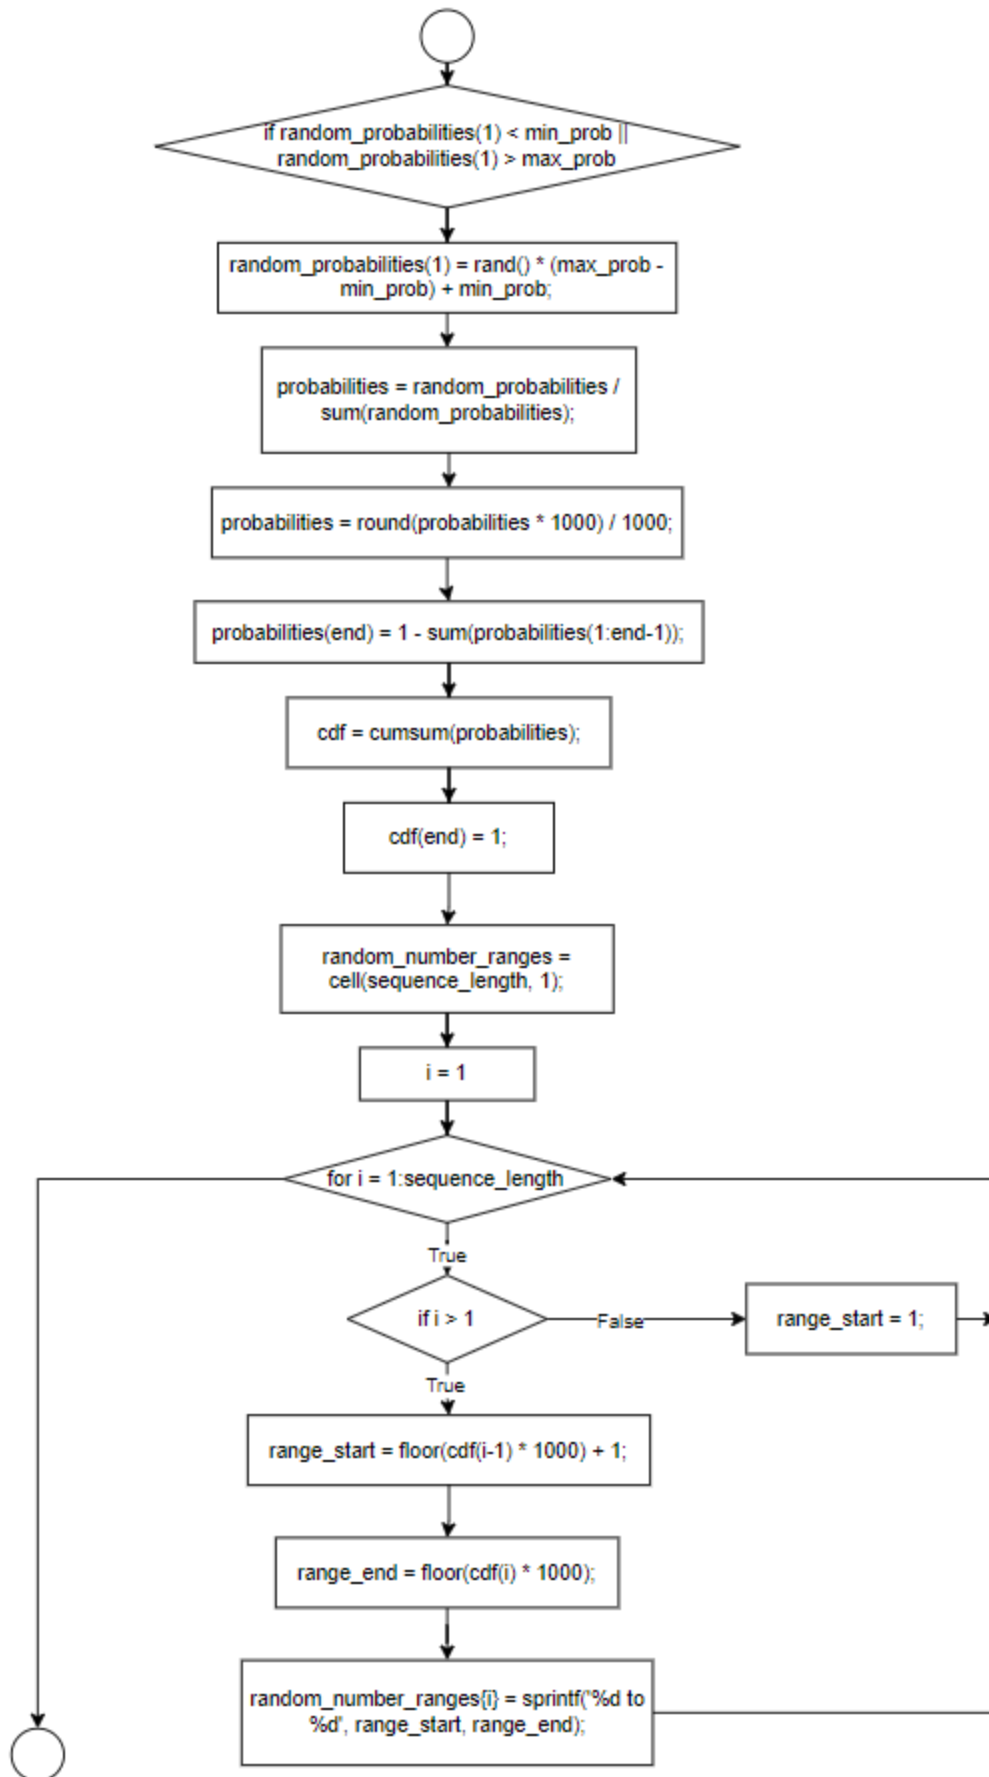 if random_probabilities(1) < min_prob ||
random_probabilities(1) > max_prob
random_probabilities(1) = rand() * (max_prob -
min_prob) + min_prob;
probabilities = random_probabilities /
sum(random_probabilities);
probabilities = round(probabilities * 1000) / 1000;
probabilities(end) = 1 - sum(probabilities(1:end-1));
cdf = cumsum(probabilities);
cdf(end) = 1;
random_number_ranges =
cell(sequence_length, 1);
i = 1
for i = 1:sequence_length
True
if i > 1
False
range_start = 1;
True
range_start = floor(cdf(i-1) * 1000) + 1;
range_end = floor(cdf(i) * 1000);
random_number_ranges{i} = sprintf('%d to
%d', range_start, range_end);